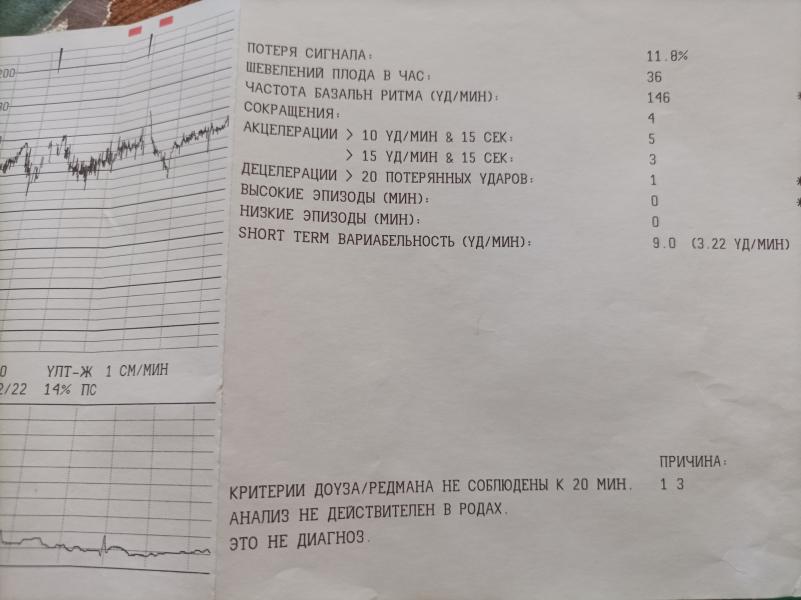 ПОТЕРЯ СИГНАЛА: 11.8%
ШЕВЕЛЕНИЙ ПЛОДА В ЧАС: 36
ЧАСТОТА БАЗАЛЬН РИТМА (УД/МИН): 146 *
СОКРАЩЕНИЯ: 4
АКЦЕЛЕРАЦИИ > 10 УД/МИН & 15 СЕК: 5
> 15 УД/МИН & 15 СЕК: 3
ДЕЦЕЛЕРАЦИИ > 20 ПОТЕРЯННЫХ УДАРОВ: 1 *
ВЫСОКИЕ ЭПИЗОДЫ (МИН): 0 *
НИЗКИЕ ЭПИЗОДЫ (МИН): 0
SHORT TERM ВАРИАБЕЛЬНОСТЬ (УД/МИН): 9.0 (3.22 УД/МИН)
200
80
0 УЛТ-Ж 1 СМ/МИН
2/22 14% ПС
ПРИЧИНА:
КРИТЕРИИ ДОУЗА/РЕДМАНА НЕ СОБЛЮДЕНЫ К 20 МИН. 1 3
АНАЛИЗ НЕ ДЕЙСТВИТЕЛЕН В РОДАХ.
ЭТО НЕ ДИАГНОЗ.